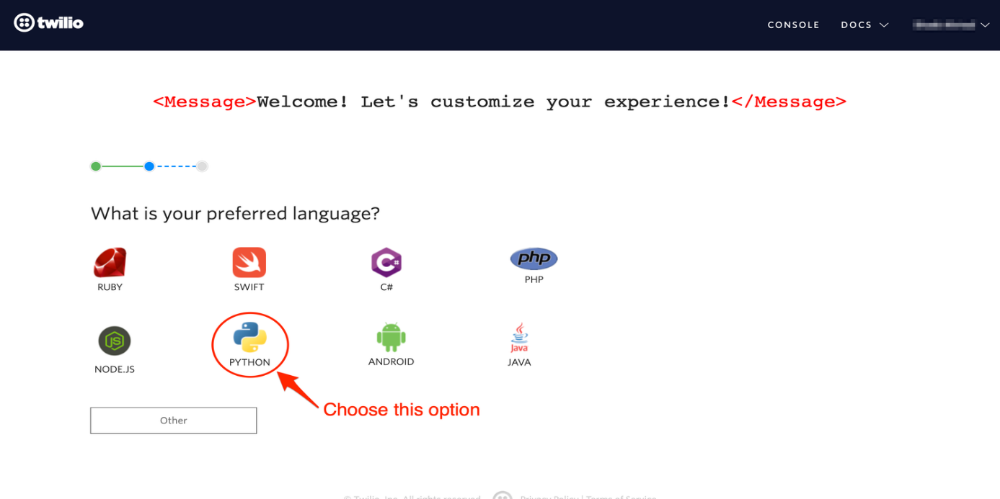 twilio
CONSOLE DOCS
<Message>Welcome! Let's customize your experience!</Message>
What is your preferred language?
php
RUBY SWIFT C# PHP
JS
Java
NODE.JS PYTHON ANDROID JAVA
Choose this option
Other
© Twilio, Inc. All rights reserved. Privacy Policy | Terms of Service